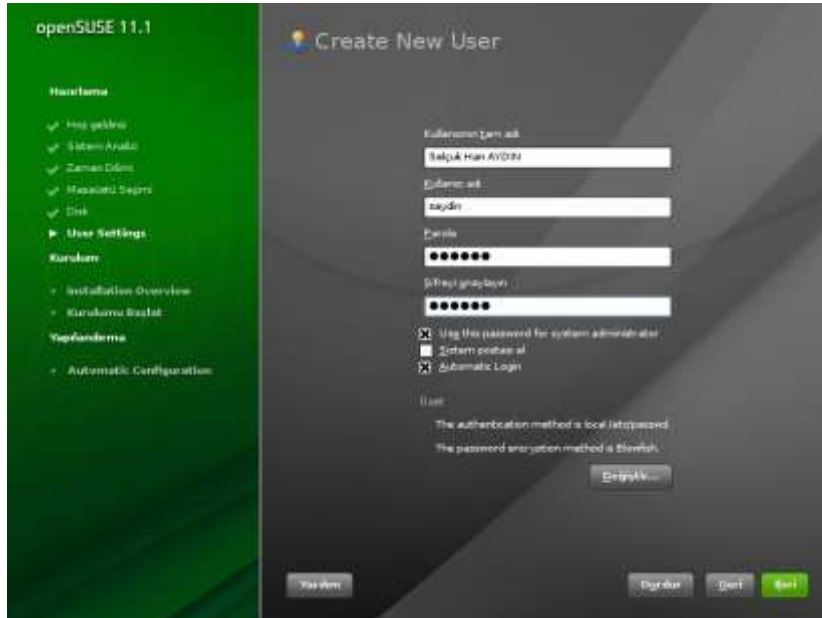 openSUSE 11.1
Create New User
Hazırlama
Hoş geldiniz
Sistem Analizi
Zaman Dilimi
Masaüstü Seçimi
Disk
User Settings
Kurulum
Installation Overview
Kurulumu Başlat
Yapılandırma
Automatic Configuration
Kullanıcının tam adı
Selçuk Han AYDIN
Kullanıcı adı
saydin
Parola
●●●●●●
Şifreyi onaylayın
●●●●●●
Use this password for system administrator
Sistem postası al
Automatic Login
User
The authentication method is local /etc/passwd.
The password encryption method is Blowfish.
Değiştir...
Yardım
Durdur
Geri
İleri